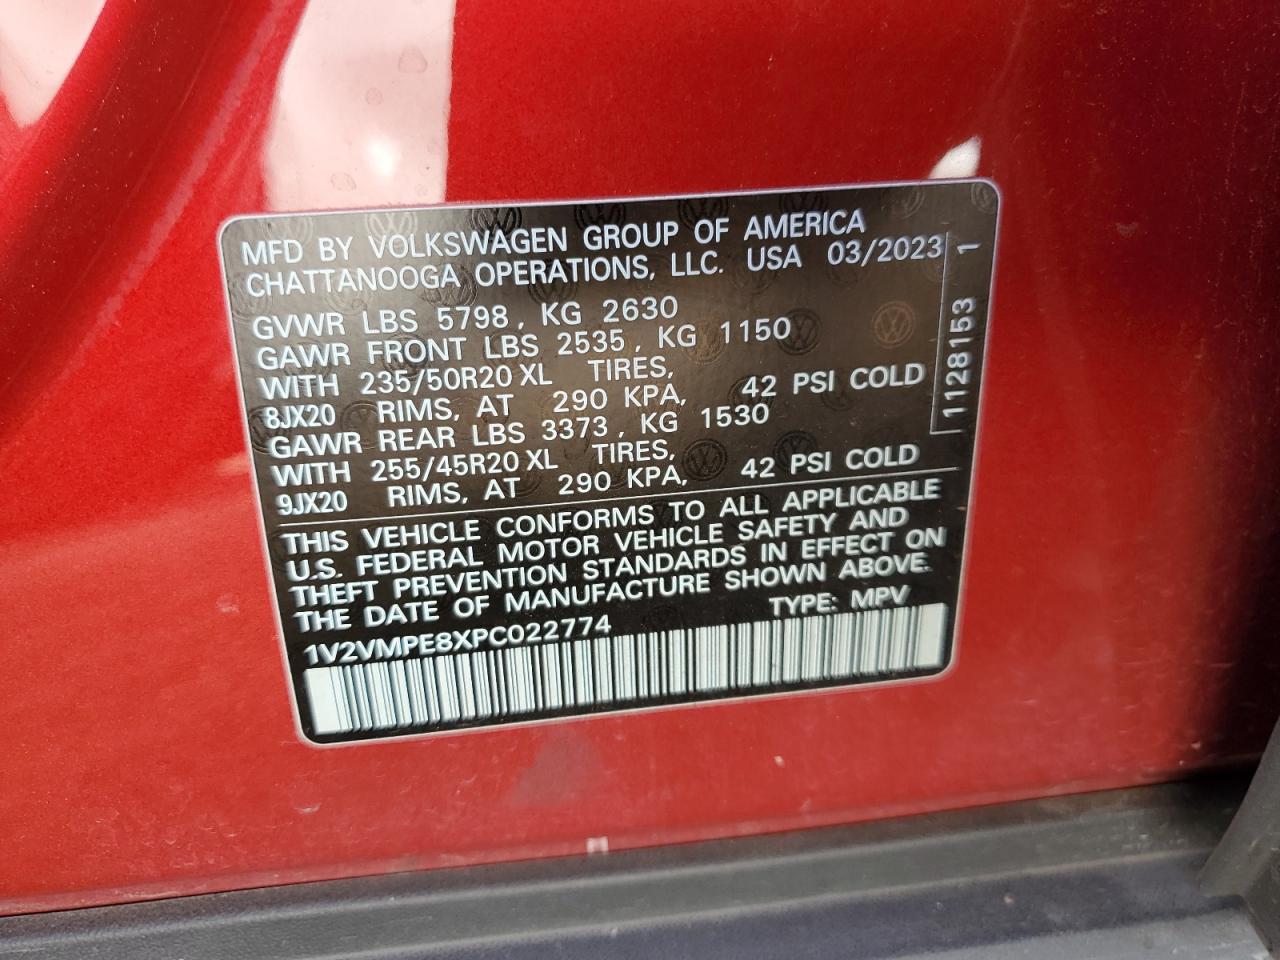 MFD BY VOLKSWAGEN GROUP OF AMERICA
CHATTANOOGA OPERATIONS, LLC. USA 03/2023
GVWR LBS 5798, KG 2630
GAWR FRONT LBS 2535, KG 1150
WITH 235/50R20 XL TIRES,
8JX20 RIMS, AT 290 KPA, 42 PSI COLD
GAWR REAR LBS 3373, KG 1530
WITH 255/45R20 XL TIRES,
9JX20 RIMS, AT 290 KPA, 42 PSI COLD
THIS VEHICLE CONFORMS TO ALL APPLICABLE
U.S. FEDERAL MOTOR VEHICLE SAFETY AND
THEFT PREVENTION STANDARDS IN EFFECT ON
THE DATE OF MANUFACTURE SHOWN ABOVE.
TYPE: MPV
1V2VMPE8XPC022774
1128153 1